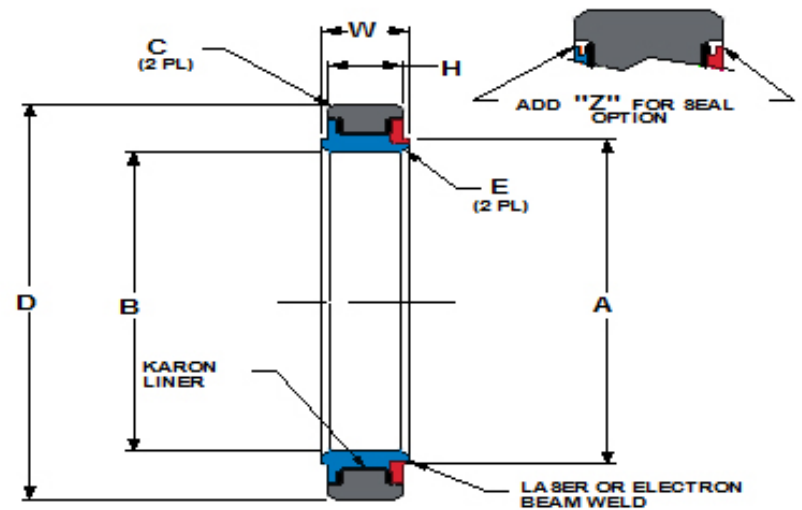 W
C
(2 PL)
H
ADD "Z" FOR SEAL
OPTION
E
(2 PL)
D
B
A
KARON
LINER
LASER OR ELECTRON
BEAM WELD